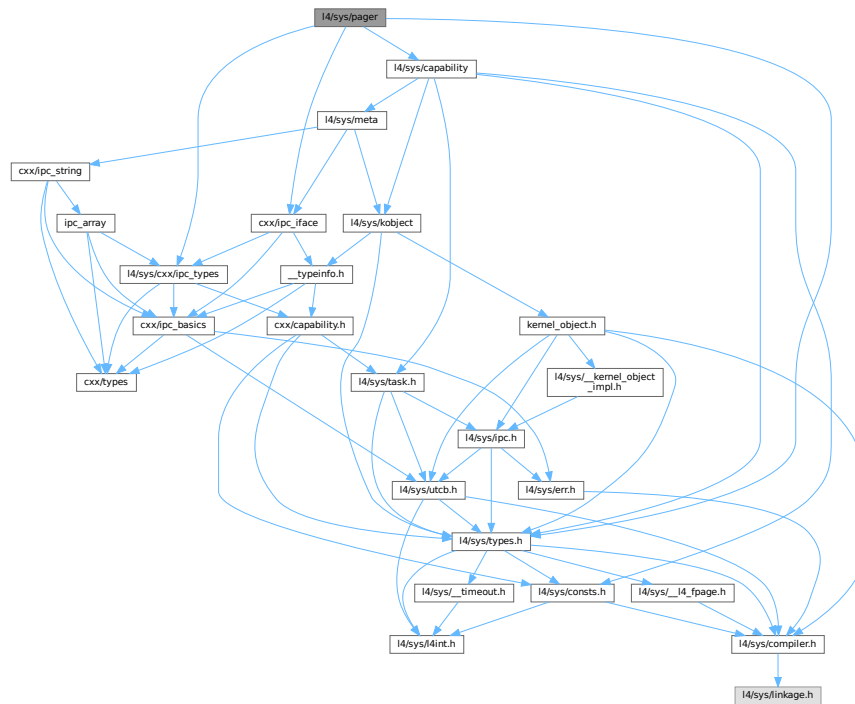 l4/sys/pager
l4/sys/capability
l4/sys/meta
cxx/ipc_string
ipc_array
cxx/ipc_iface
l4/sys/kobject
l4/sys/cxx/ipc_types
__typeinfo.h
cxx/ipc_basics
cxx/capability.h
kernel_object.h
cxx/types
l4/sys/task.h
l4/sys/__kernel_object
_impl.h
l4/sys/ipc.h
l4/sys/utcb.h
l4/sys/err.h
l4/sys/types.h
l4/sys/__timeout.h
l4/sys/consts.h
l4/sys/__l4_fpage.h
l4/sys/l4int.h
l4/sys/compiler.h
l4/sys/linkage.h